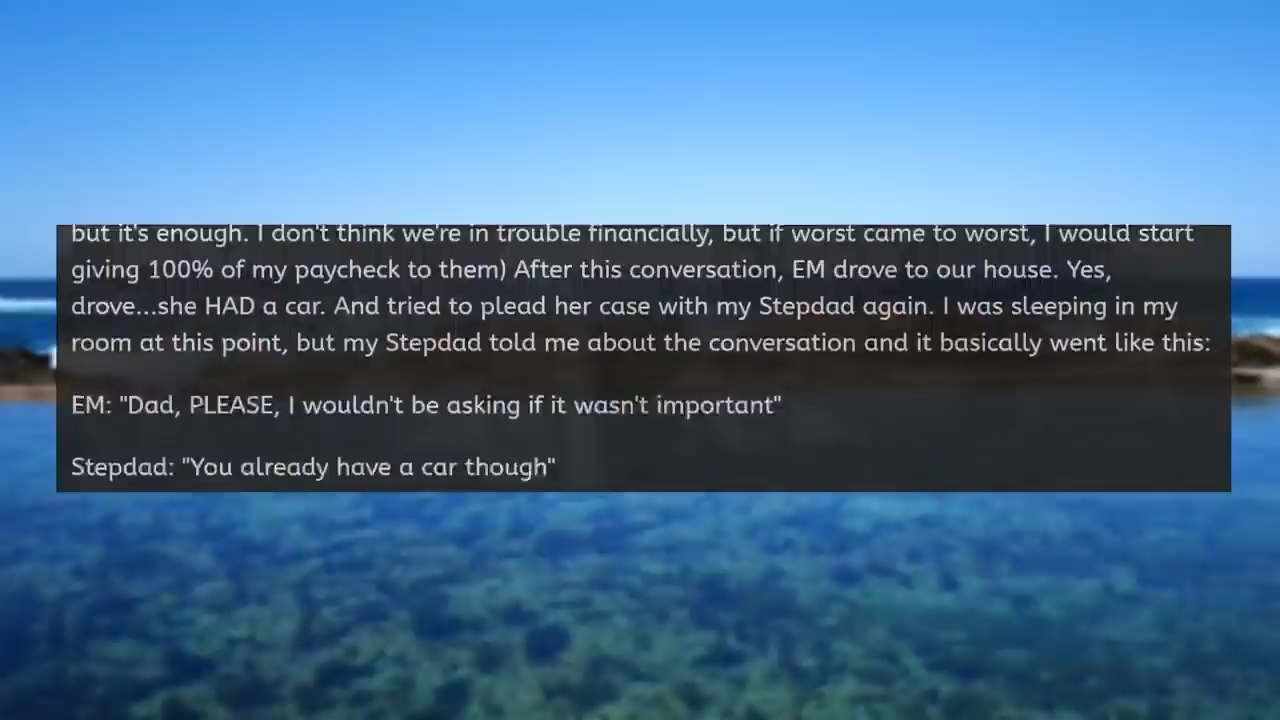 but it's enough. I don't think we're in trouble financially, but if worst came to worst, I would start
giving 100% of my paycheck to them) After this conversation, EM drove to our house. Yes,
drove...she HAD a car. And tried to plead her case with my Stepdad again. I was sleeping in my
room at this point, but my Stepdad told me about the conversation and it basically went like this:
EM: "Dad, PLEASE, I wouldn't be asking if it wasn't important"
Stepdad: "You already have a car though"